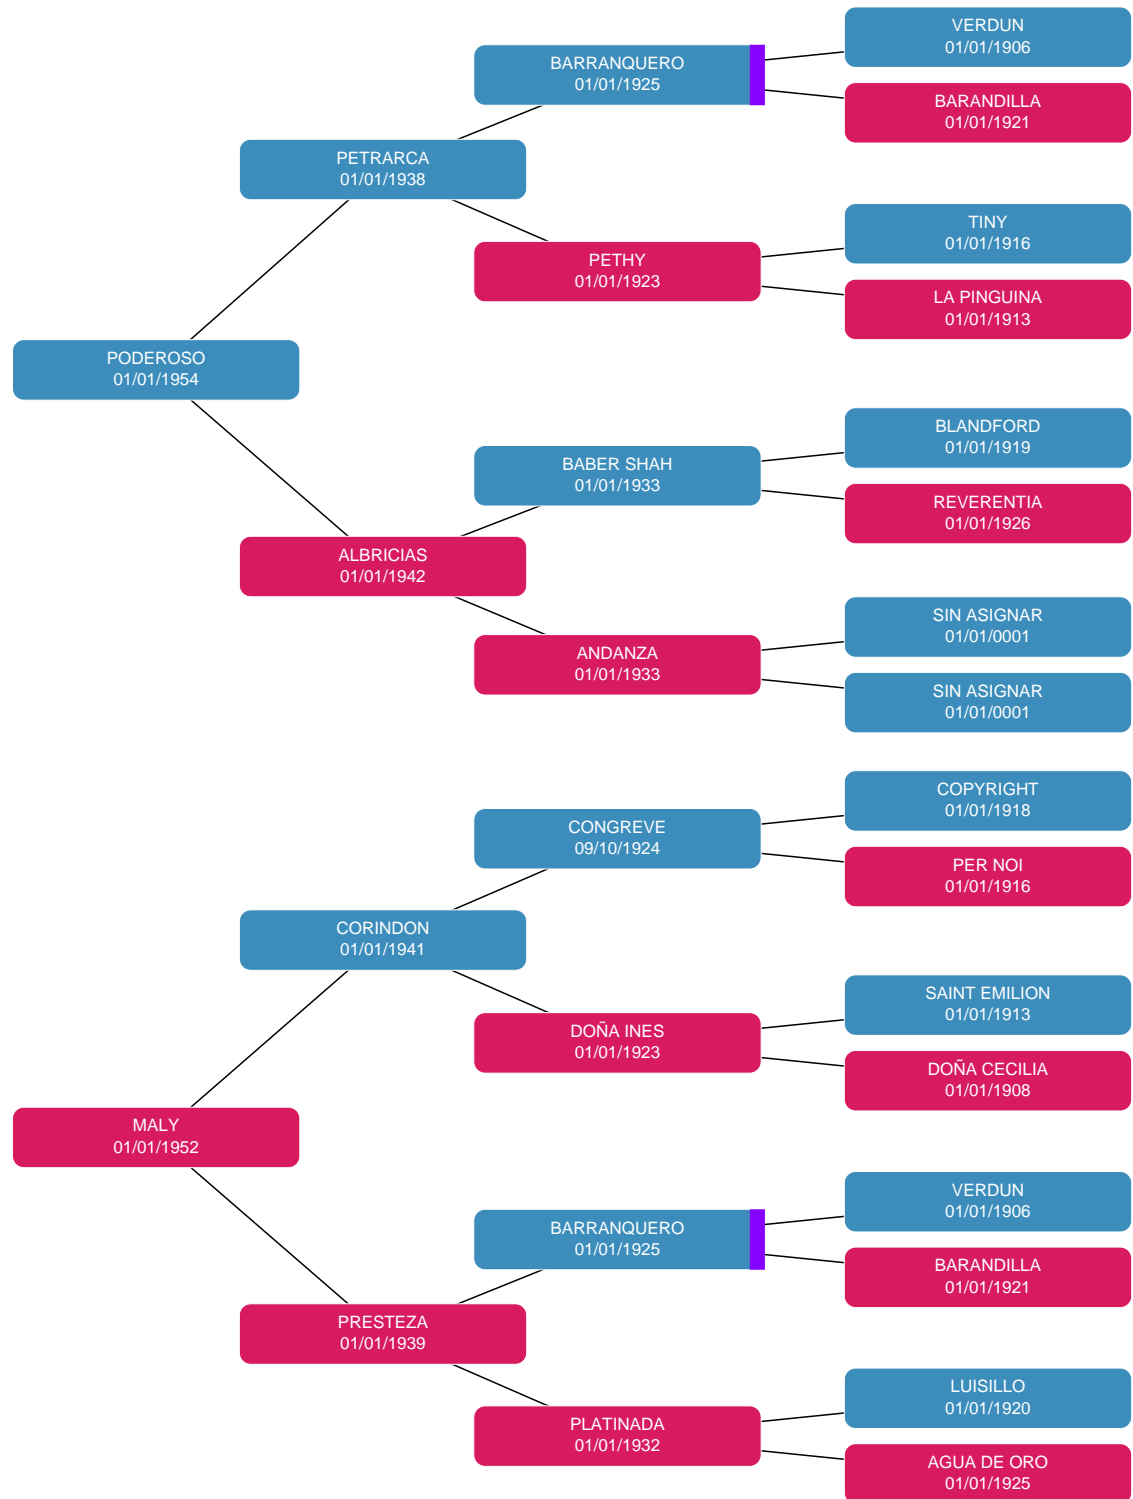 VERDUN
01/01/1906
BARRANQUERO
01/01/1925
BARANDILLA
01/01/1921
PETRARCA
01/01/1938
TINY
01/01/1916
PETHY
01/01/1923
LA PINGUINA
01/01/1913
PODEROSO
01/01/1954
BLANDFORD
01/01/1919
BABER SHAH
01/01/1933
REVERENTIA
01/01/1926
ALBRICIAS
01/01/1942
SIN ASIGNAR
01/01/0001
ANDANZA
01/01/1933
SIN ASIGNAR
01/01/0001
COPYRIGHT
01/01/1918
CONGREVE
09/10/1924
PER NOI
01/01/1916
CORINDON
01/01/1941
SAINT EMILION
01/01/1913
DOÑA INES
01/01/1923
DOÑA CECILIA
01/01/1908
MALY
01/01/1952
VERDUN
01/01/1906
BARRANQUERO
01/01/1925
BARANDILLA
01/01/1921
PRESTEZA
01/01/1939
LUISILLO
01/01/1920
PLATINADA
01/01/1932
AGUA DE ORO
01/01/1925